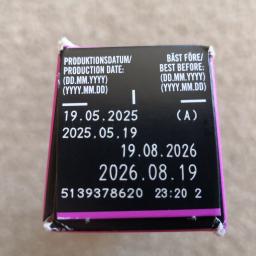 PRODUKTIONSDATUM/
PRODUCTION DATE:
(DD.MM.YYYY)
(YYYY.MM.DD)
BÄST FÖRE/
BEST BEFORE:
(DD.MM.YYYY)
(YYYY.MM.DD)
19.05.2025 (A)
2025.05.19
19.08.2026
2026.08.19
5139378620 23:20 2